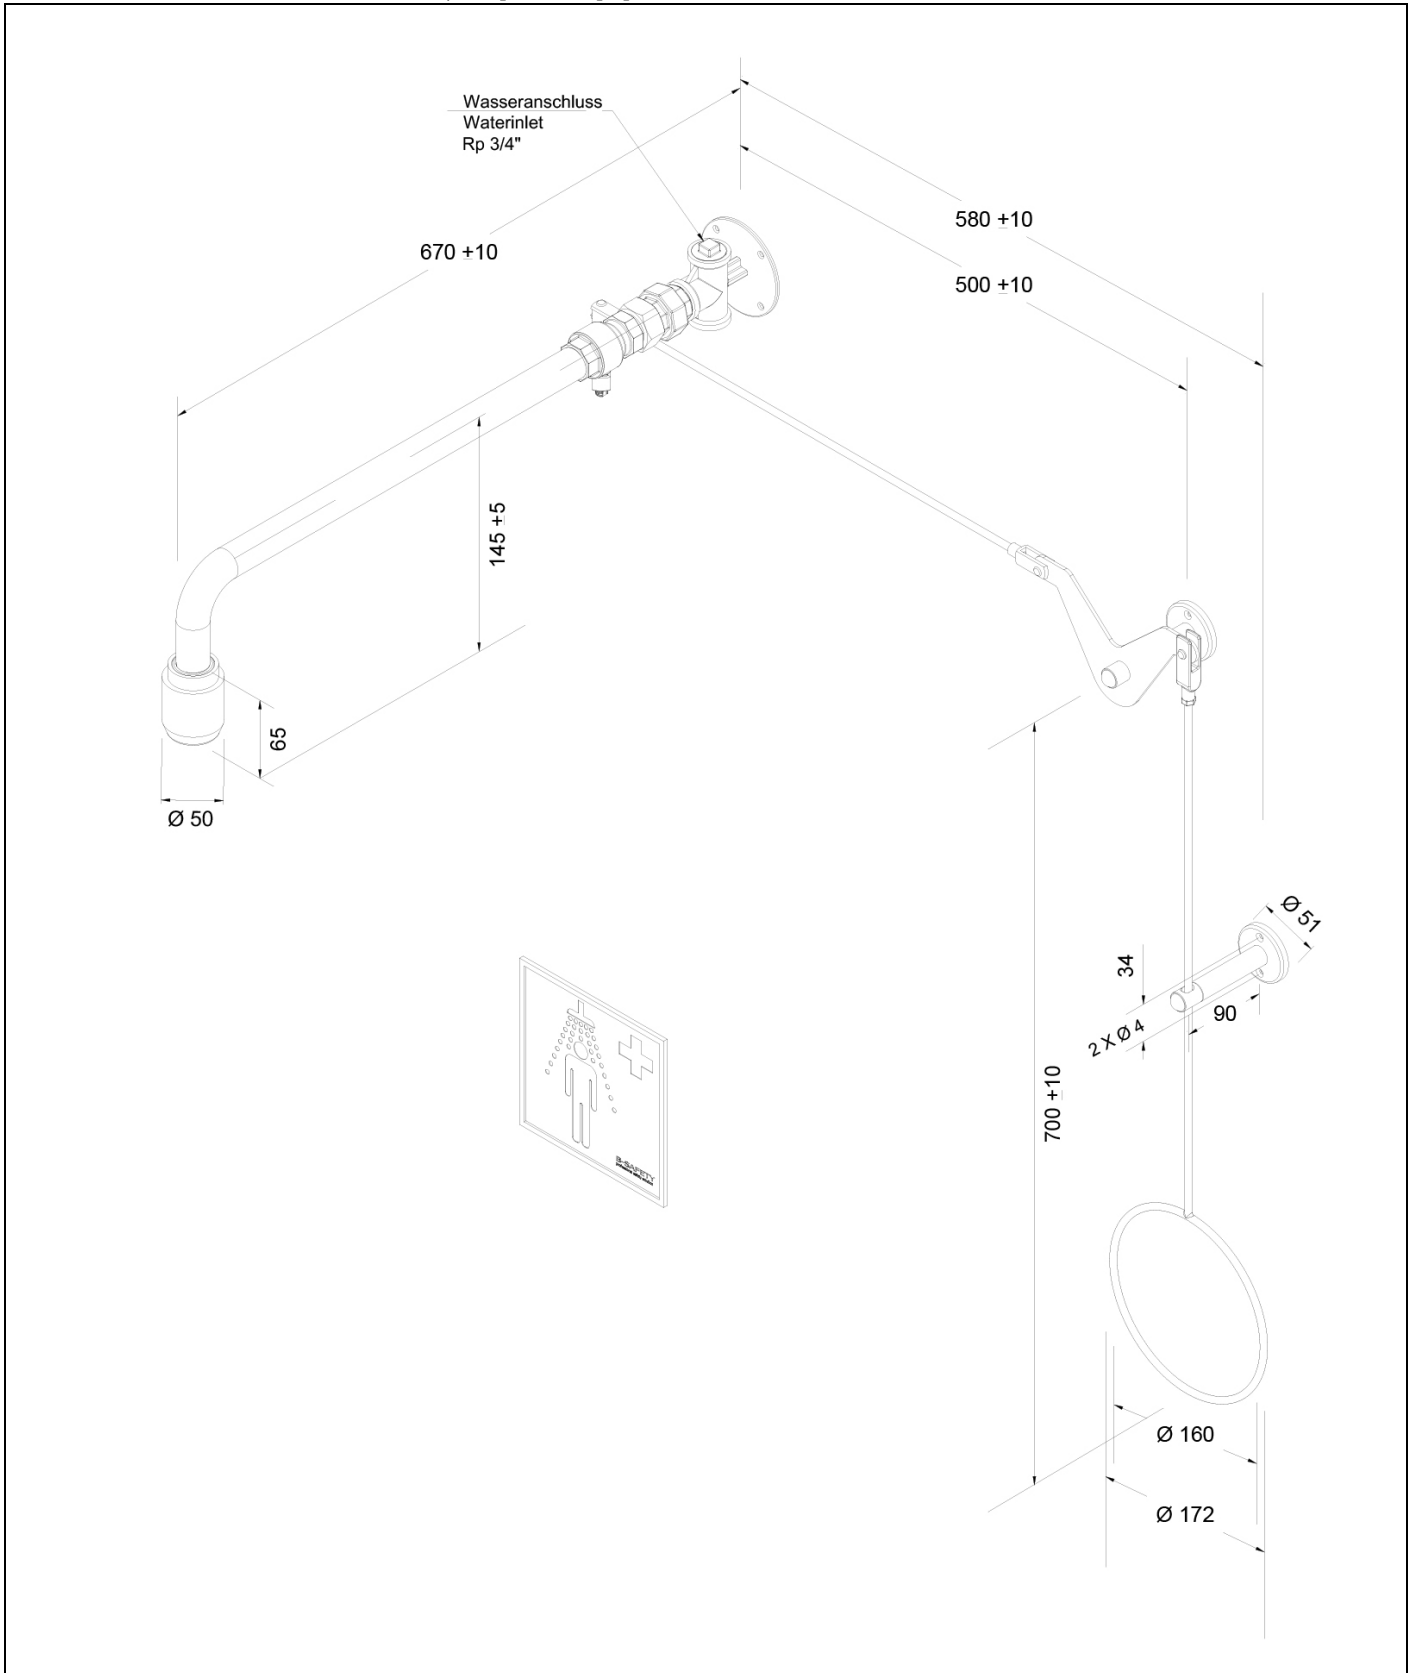 Wasseranschluss
Waterinlet
Rp 3/4"
580 ±10
670 ±10
500 ±10
145 ±5
65
Ø 50
Ø 51
34
2 X Ø 4
90
700 ±10
B-SAFETY
Ø 160
Ø 172